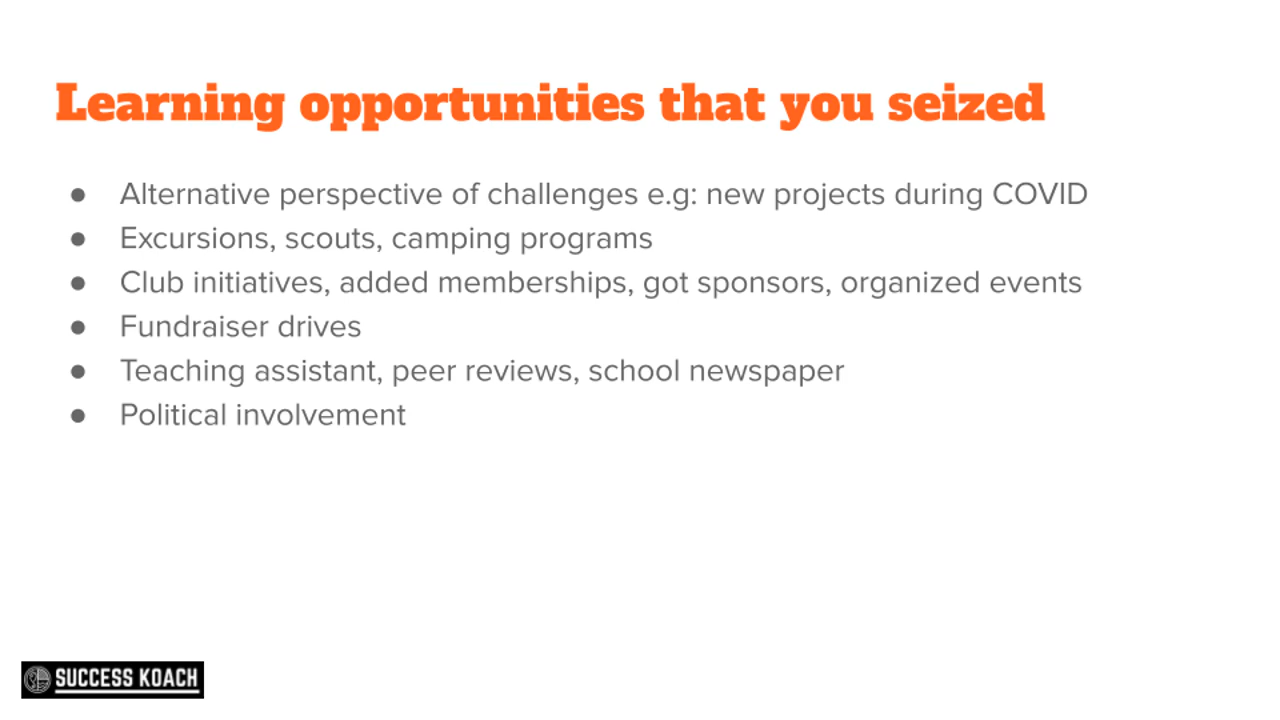 Learning opportunities that you seized
● Alternative perspective of challenges e.g: new projects during COVID
● Excursions, scouts, camping programs
● Club initiatives, added memberships, got sponsors, organized events
● Fundraiser drives
● Teaching assistant, peer reviews, school newspaper
● Political involvement
SUCCESS KOACH